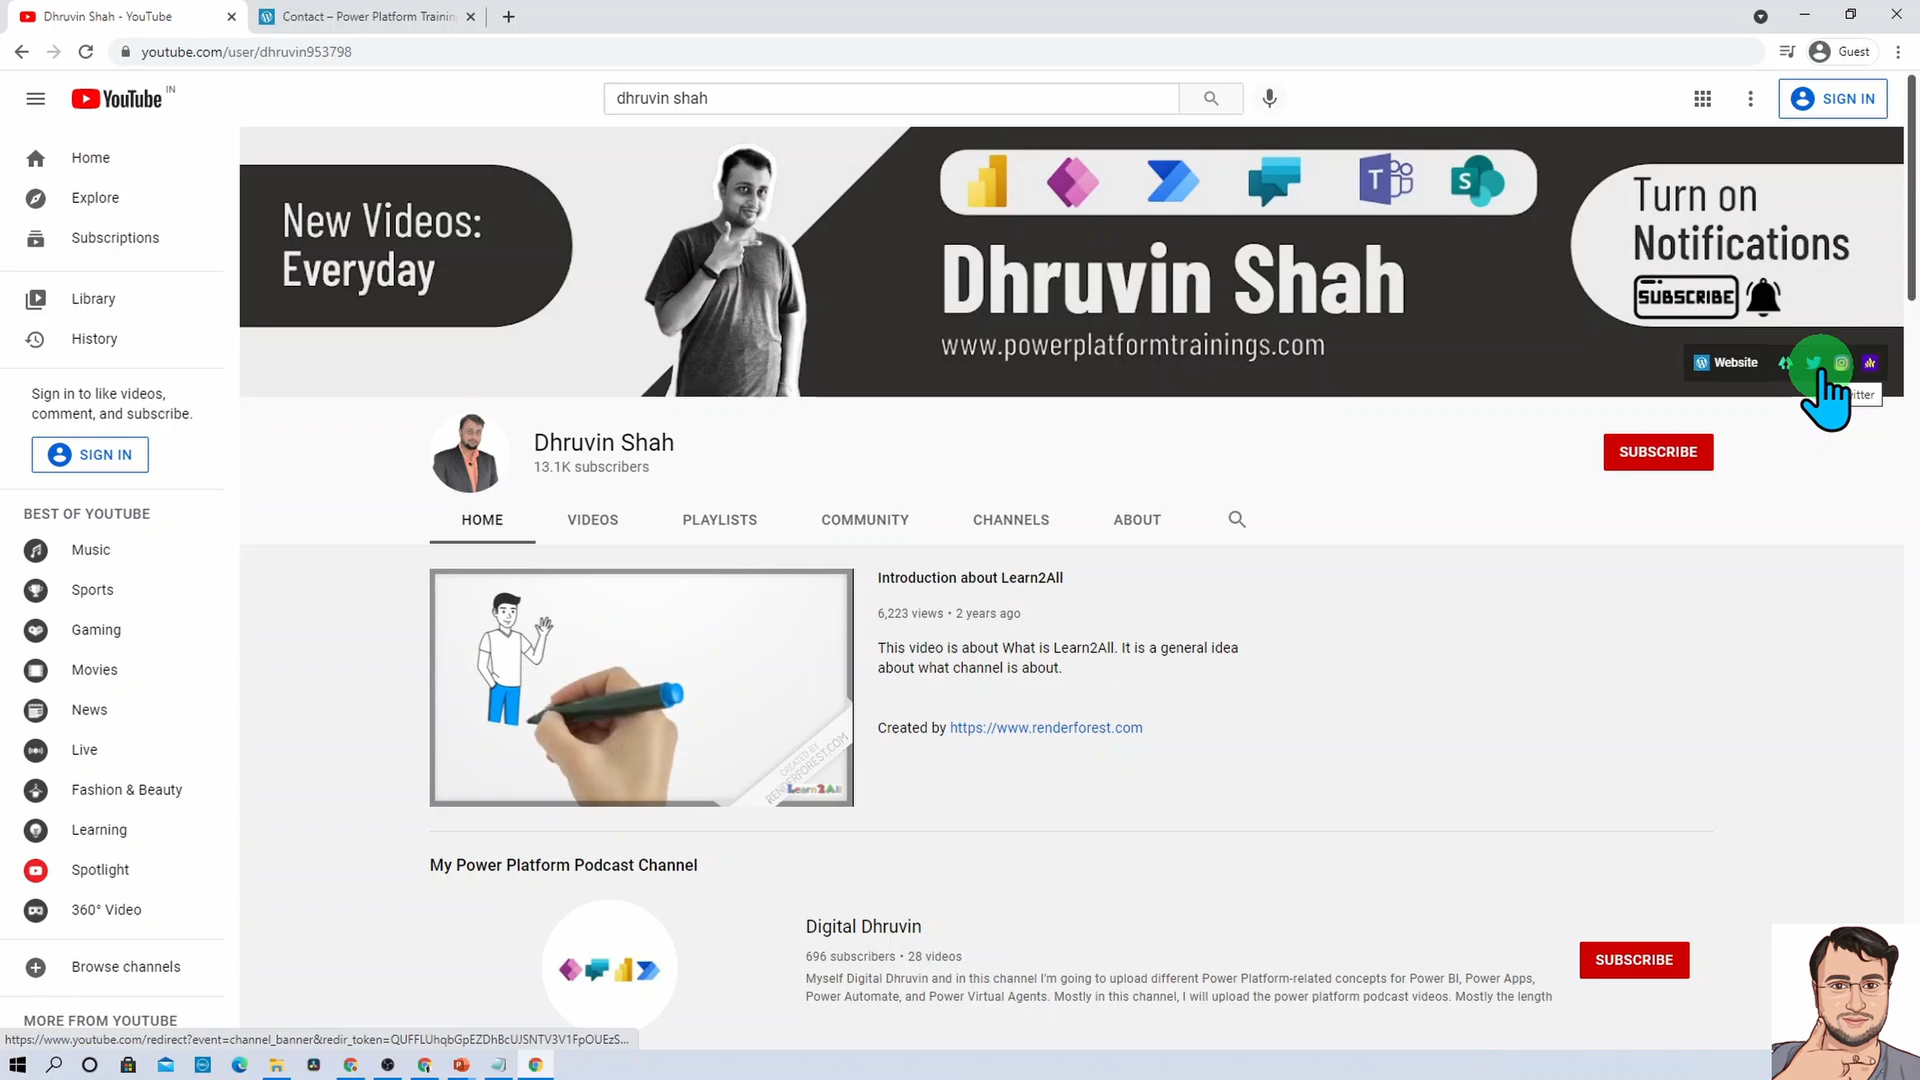 Dhruvin Shah - YouTube
Contact – Power Platform Trainin
youtube.com/user/dhruvin953798
Guest
YouTube IN
dhruvin shah
SIGN IN
Home
Explore
Subscriptions
Library
History
Sign in to like videos,
comment, and subscribe.
SIGN IN
BEST OF YOUTUBE
Music
Sports
Gaming
Movies
News
Live
Fashion & Beauty
Learning
Spotlight
360° Video
Browse channels
MORE FROM YOUTUBE
New Videos:
Everyday
Dhruvin Shah
www.powerplatformtrainings.com
Turn on
Notifications
SUBSCRIBE
Website
itter
Dhruvin Shah
13.1K subscribers
SUBSCRIBE
HOME
VIDEOS
PLAYLISTS
COMMUNITY
CHANNELS
ABOUT
CREATED BY
RENDERFOREST.COM
Learn2All
Introduction about Learn2All
6,223 views • 2 years ago
This video is about What is Learn2All. It is a general idea
about what channel is about.
Created by https://www.renderforest.com
My Power Platform Podcast Channel
Digital Dhruvin
696 subscribers • 28 videos
Myself Digital Dhruvin and in this channel I'm going to upload different Power Platform-related concepts for Power BI, Power Apps,
Power Automate, and Power Virtual Agents. Mostly in this channel, I will upload the power platform podcast videos. Mostly the length
SUBSCRIBE